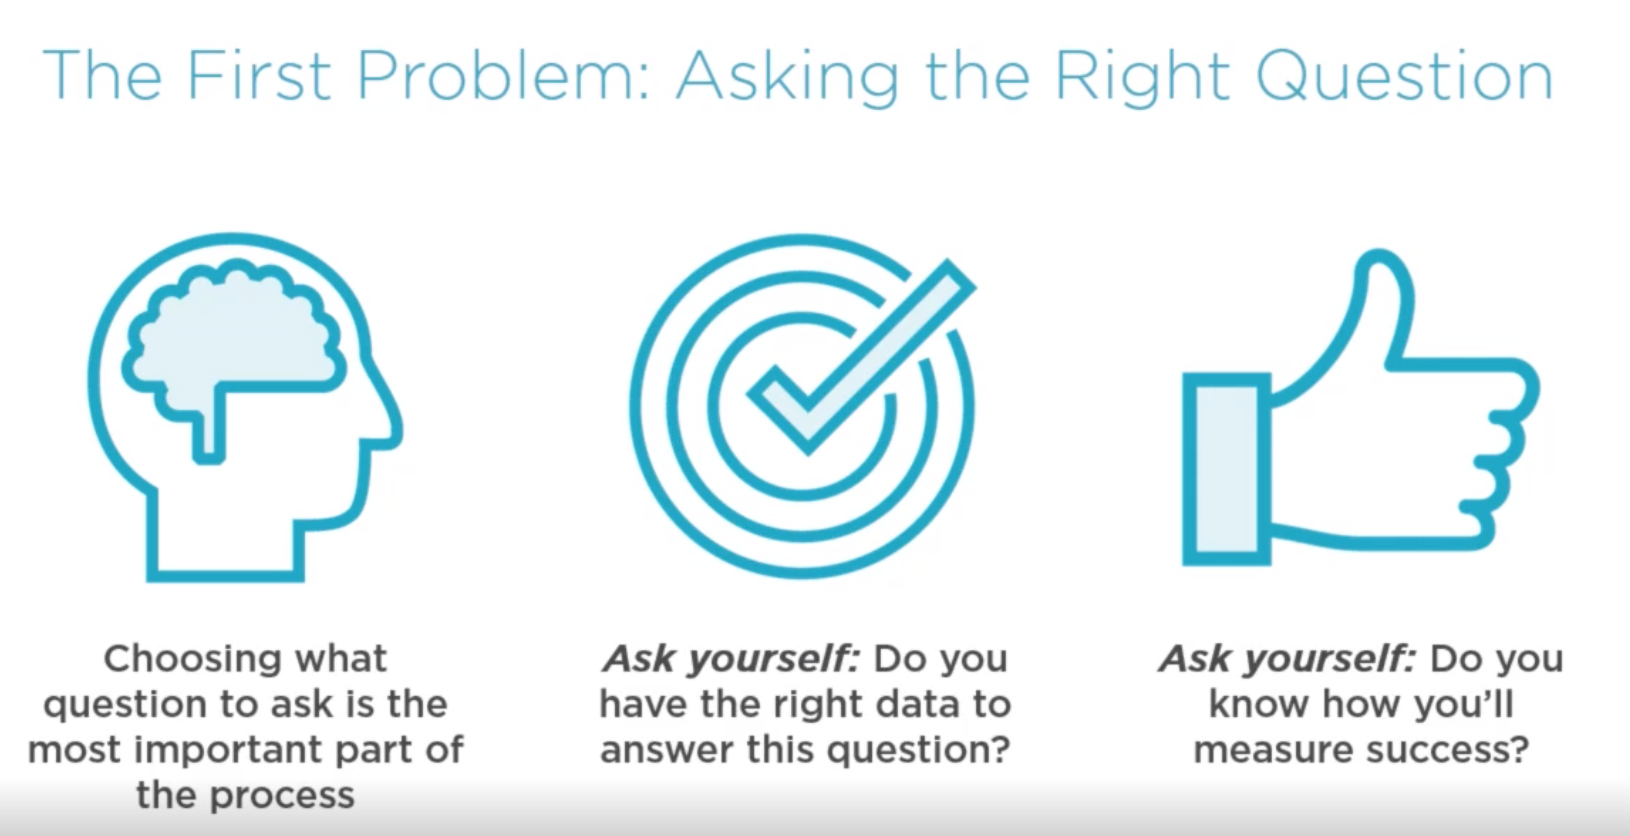 The First Problem: Asking the Right Question
Choosing what
question to ask is the
most important part of
the process
Ask yourself: Do you
have the right data to
answer this question?
Ask yourself: Do you
know how you'll
measure success?